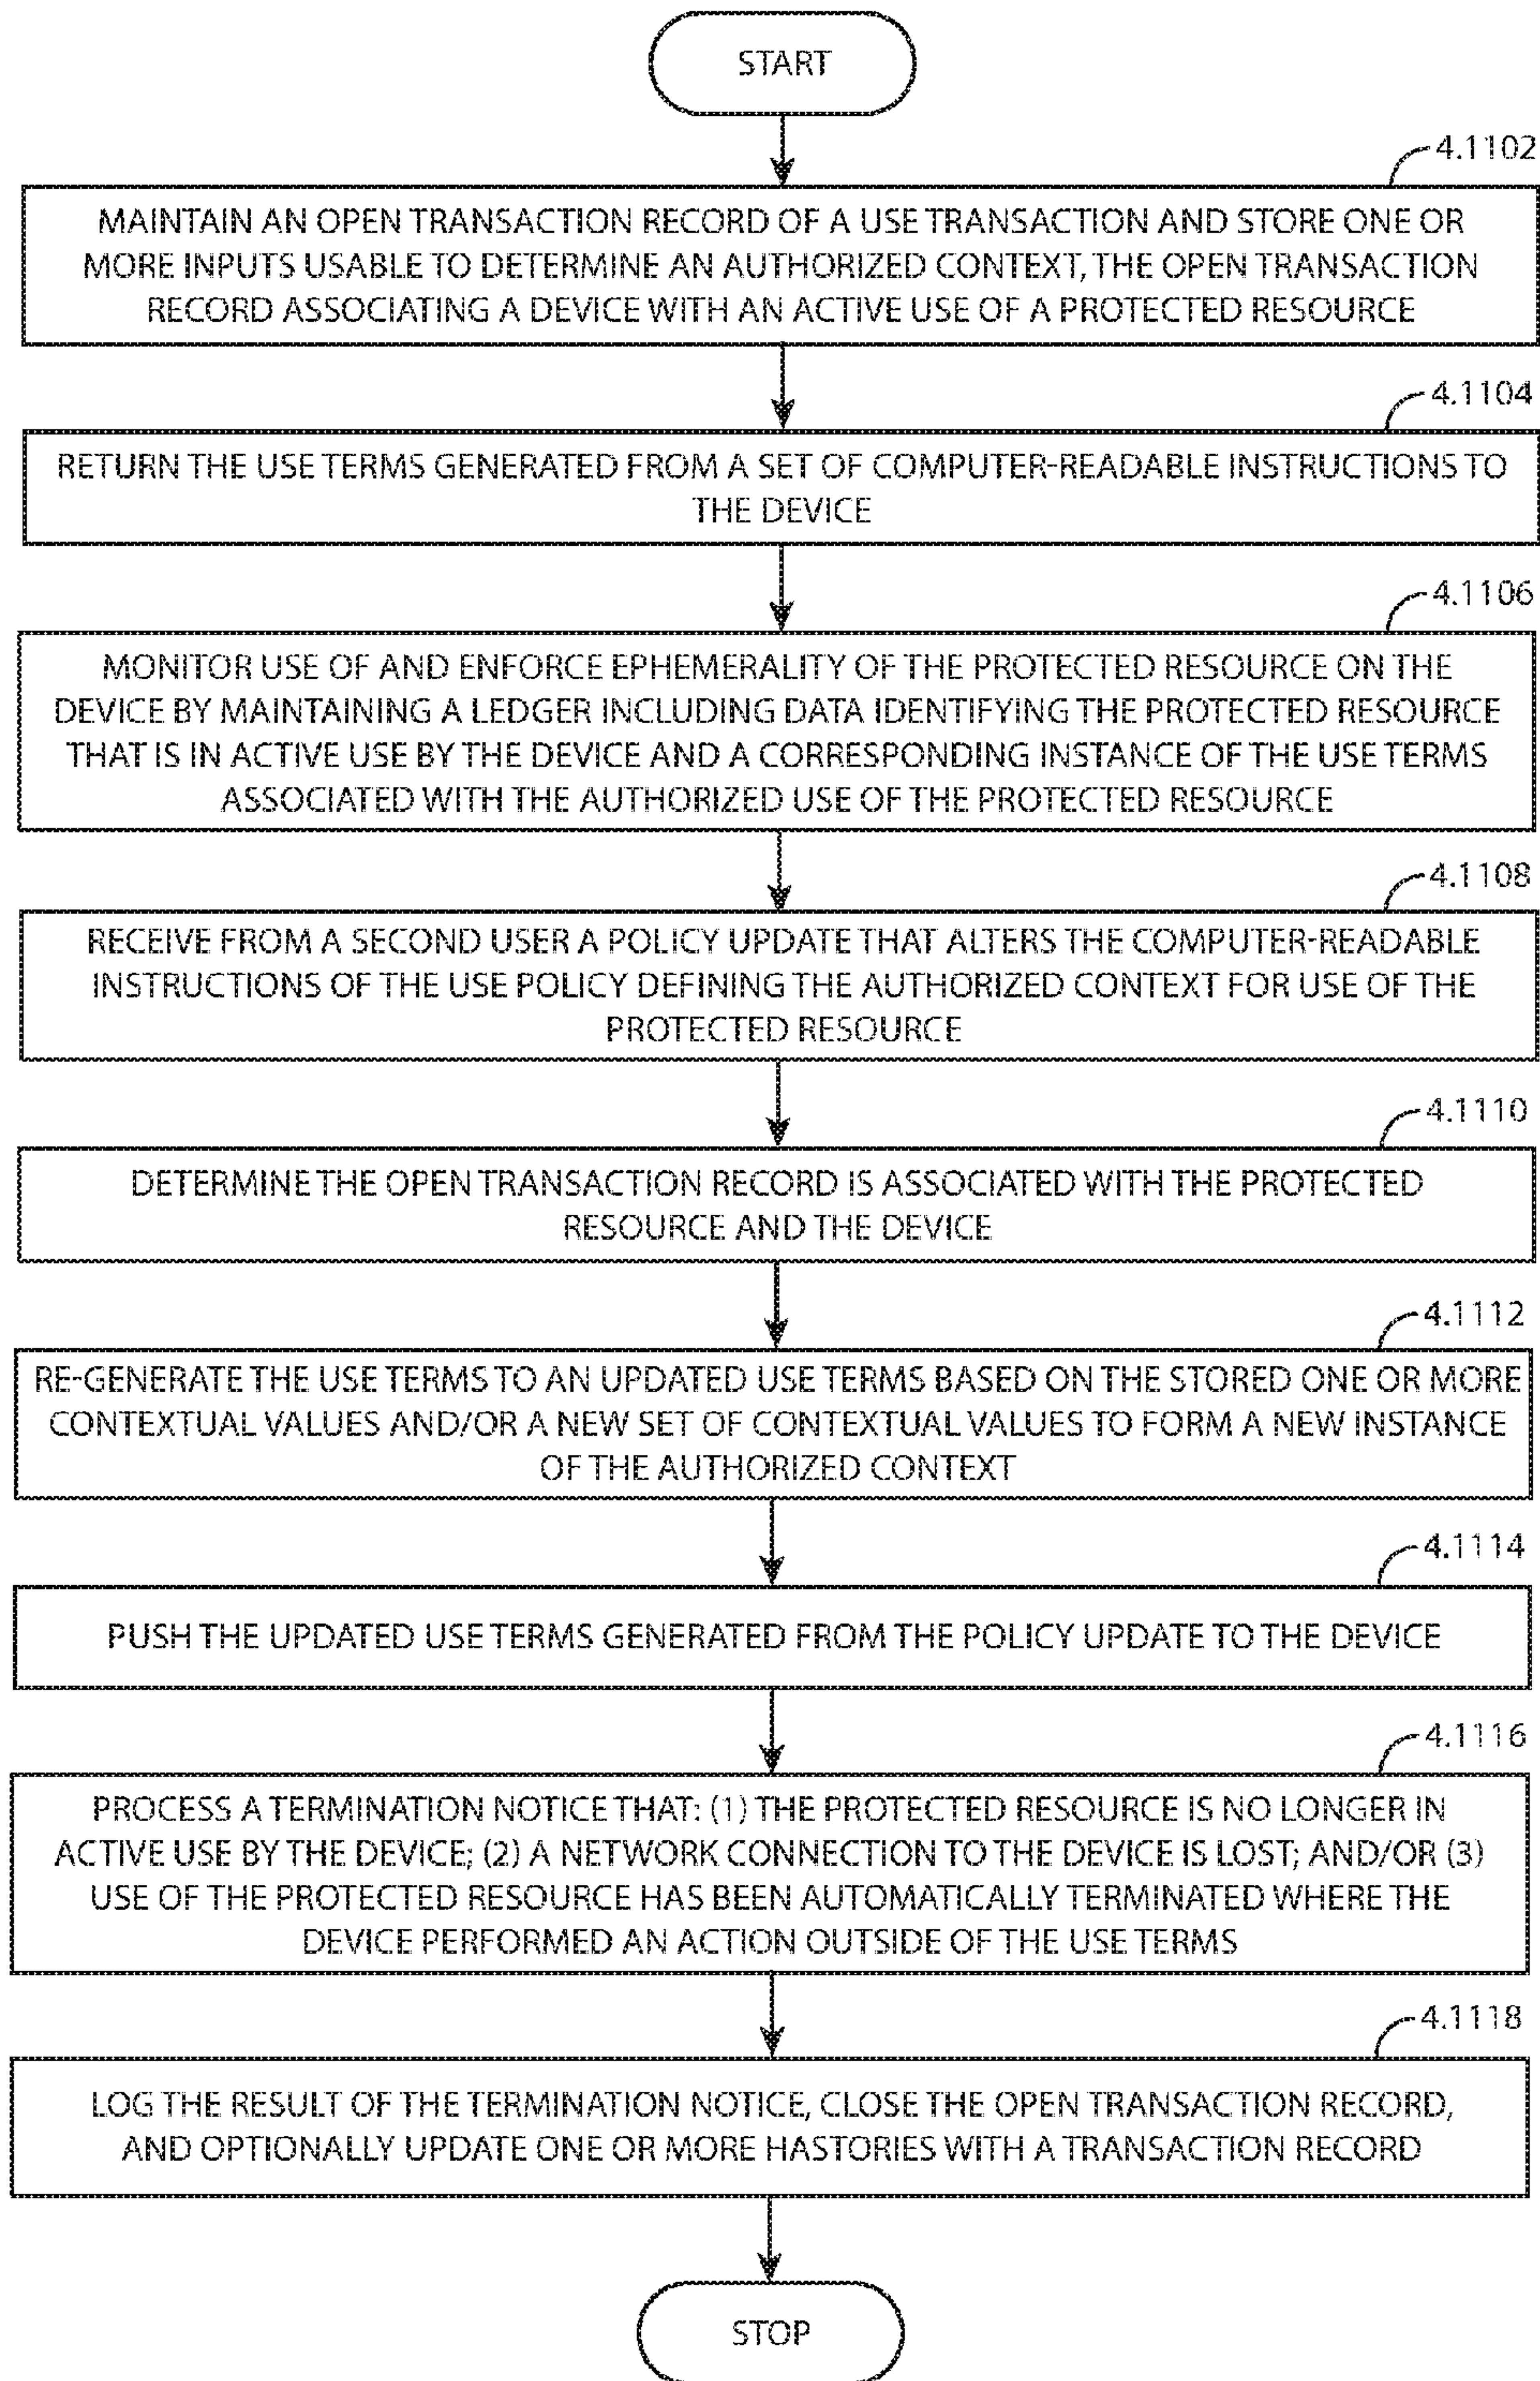 START
4.1102
MAINTAIN AN OPEN TRANSACTION RECORD OF A USE TRANSACTION AND STORE ONE OR
MORE INPUTS USABLE TO DETERMINE AN AUTHORIZED CONTEXT, THE OPEN TRANSACTION
RECORD ASSOCIATING A DEVICE WITH AN ACTIVE USE OF A PROTECTED RESOURCE
4.1104
RETURN THE USE TERMS GENERATED FROM A SET OF COMPUTER-READABLE INSTRUCTIONS TO
THE DEVICE
4.1106
MONITOR USE OF AND ENFORCE EPHEMERALITY OF THE PROTECTED RESOURCE ON THE
DEVICE BY MAINTAINING A LEDGER INCLUDING DATA IDENTIFYING THE PROTECTED RESOURCE
THAT IS IN ACTIVE USE BY THE DEVICE AND A CORRESPONDING INSTANCE OF THE USE TERMS
ASSOCIATED WITH THE AUTHORIZED USE OF THE PROTECTED RESOURCE
4.1108
RECEIVE FROM A SECOND USER A POLICY UPDATE THAT ALTERS THE COMPUTER-READABLE
INSTRUCTIONS OF THE USE POLICY DEFINING THE AUTHORIZED CONTEXT FOR USE OF THE
PROTECTED RESOURCE
4.1110
DETERMINE THE OPEN TRANSACTION RECORD IS ASSOCIATED WITH THE PROTECTED
RESOURCE AND THE DEVICE
4.1112
RE-GENERATE THE USE TERMS TO AN UPDATED USE TERMS BASED ON THE STORED ONE OR MORE
CONTEXTUAL VALUES AND/OR A NEW SET OF CONTEXTUAL VALUES TO FORM A NEW INSTANCE
OF THE AUTHORIZED CONTEXT
4.1114
PUSH THE UPDATED USE TERMS GENERATED FROM THE POLICY UPDATE TO THE DEVICE
4.1116
PROCESS A TERMINATION NOTICE THAT: (1) THE PROTECTED RESOURCE IS NO LONGER IN
ACTIVE USE BY THE DEVICE; (2) A NETWORK CONNECTION TO THE DEVICE IS LOST; AND/OR (3)
USE OF THE PROTECTED RESOURCE HAS BEEN AUTOMATICALLY TERMINATED WHERE THE
DEVICE PERFORMED AN ACTION OUTSIDE OF THE USE TERMS
4.1118
LOG THE RESULT OF THE TERMINATION NOTICE, CLOSE THE OPEN TRANSACTION RECORD,
AND OPTIONALLY UPDATE ONE OR MORE HASTORIES WITH A TRANSACTION RECORD
STOP